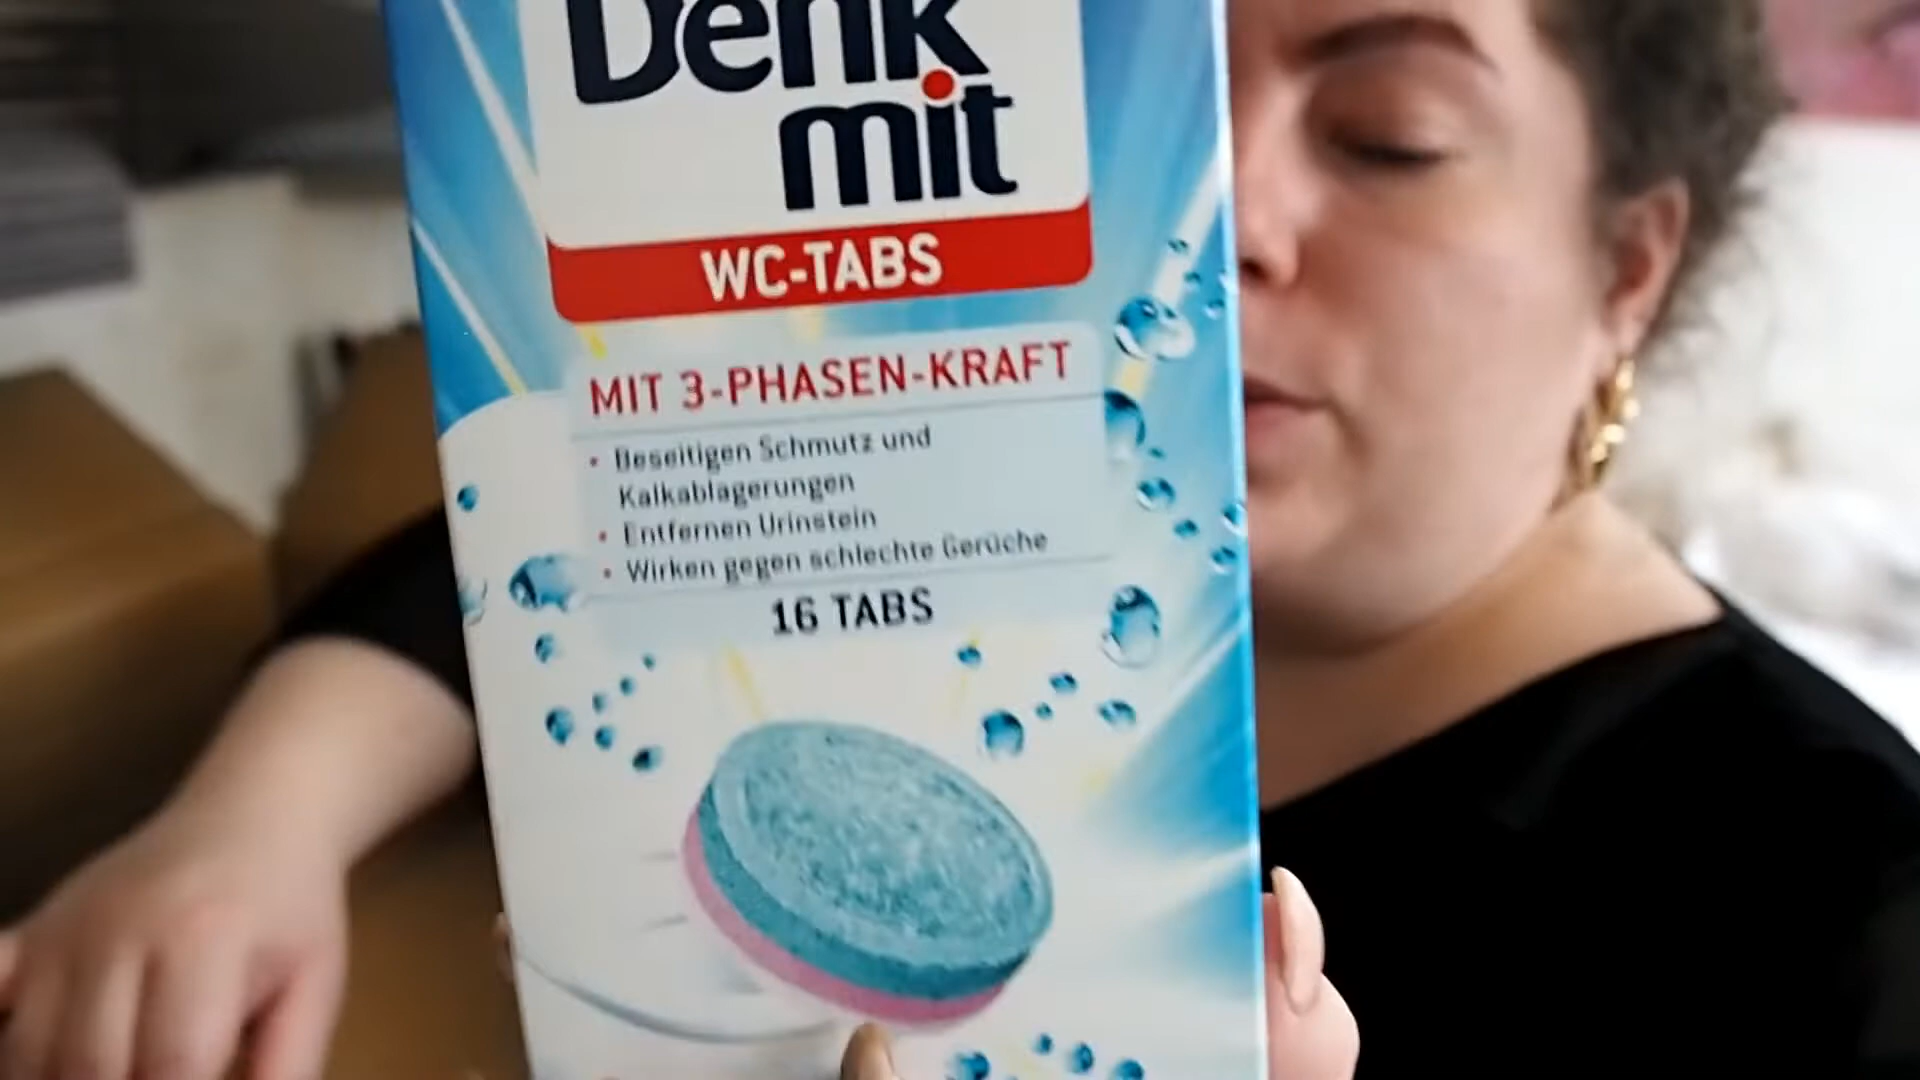 Denk
mit
WC-TABS
MIT 3-PHASEN-KRAFT
• Beseitigen Schmutz und
Kalkablagerungen
• Entfernen Urinstein
• Wirken gegen schlechte Gerüche
16 TABS